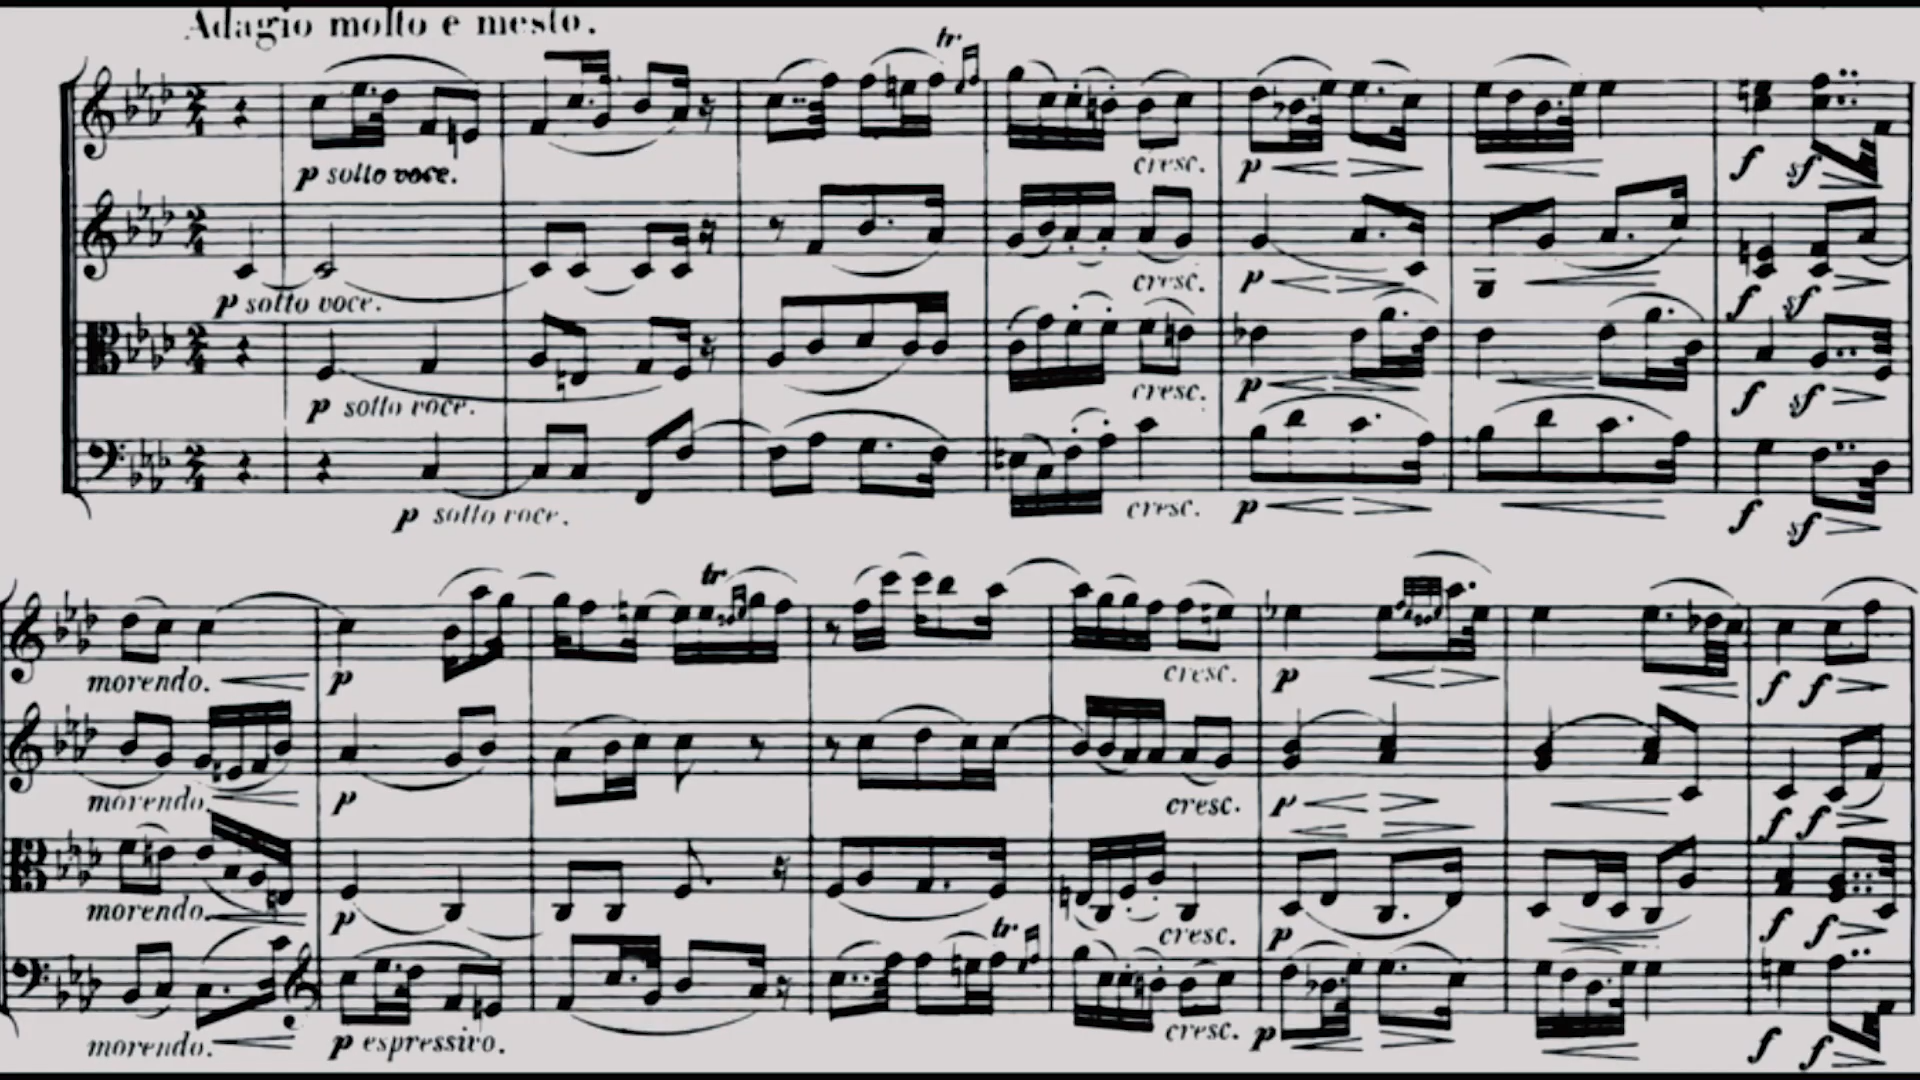 Adagio molto e mesto.
tr
cresc.
p sotto voce.
p
f sf
cresc.
p sotto voce.
p
f sf
cresc.
p sotto voce.
p
f sf
cresc.
p sotto voce.
p
f sf
tr
morendo.
p
cresc.
p
f f
morendo.
p
cresc.
p
f f
morendo.
p
cresc.
p
f f
tr
morendo.
p espressivo.
cresc.
p
f f